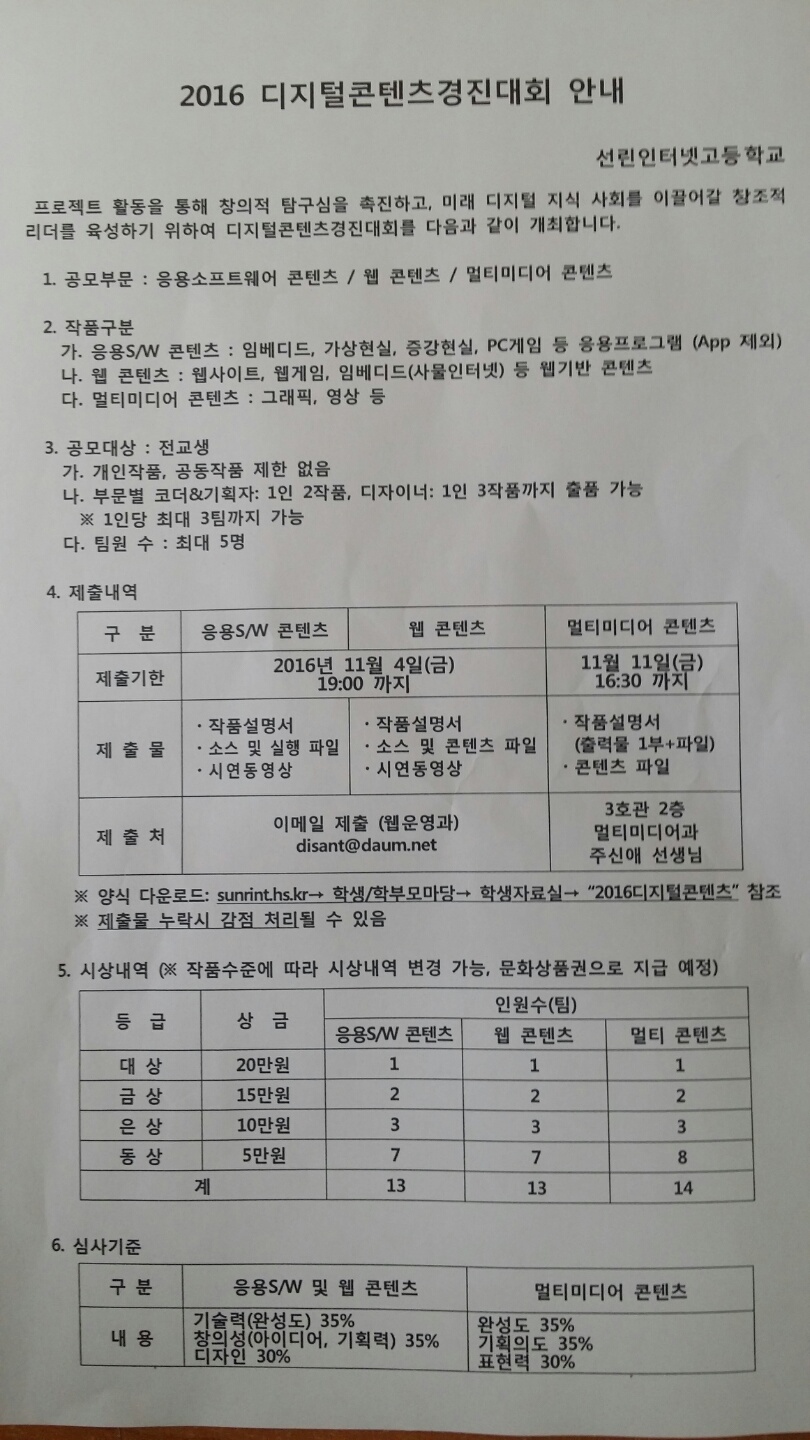 2016 디지털콘텐츠경진대회 안내
선린인터넷고등학교
프로젝트 활동을 통해 창의적 탐구심을 촉진하고, 미래 디지털 지식 사회를 이끌어갈 창조적
리더를 육성하기 위하여 디지털콘텐츠경진대회를 다음과 같이 개최합니다.
1. 공모부문 : 응용소프트웨어 콘텐츠 / 웹 콘텐츠 / 멀티미디어 콘텐츠
2. 작품구분
가. 응용S/W 콘텐츠 : 임베디드, 가상현실, 증강현실, PC게임 등 응용프로그램 (App 제외)
나. 웹 콘텐츠 : 웹사이트, 웹게임, 임베디드(사물인터넷) 등 웹기반 콘텐츠
다. 멀티미디어 콘텐츠 : 그래픽, 영상 등
3. 공모대상 : 전교생
가. 개인작품, 공동작품 제한 없음
나. 부문별 코더&기획자: 1인 2작품, 디자이너: 1인 3작품까지 출품 가능
※ 1인당 최대 3팀까지 가능
다. 팀원 수 : 최대 5명
4. 제출내역
구 분 응용S/W 콘텐츠 웹 콘텐츠 멀티미디어 콘텐츠
제출기한 2016년 11월 4일(금) 11월 11일(금)
19:00 까지 16:30 까지
제 출 물 · 작품설명서 · 작품설명서 · 작품설명서
· 소스 및 실행 파일 · 소스 및 콘텐츠 파일 (출력물 1부+파일)
· 시연동영상 · 시연동영상 · 콘텐츠 파일
제 출 처 이메일 제출 (웹운영과) 3호관 2층
disant@daum.net 멀티미디어과
주신애 선생님
※ 양식 다운로드: sunrint.hs.kr→ 학생/학부모마당→ 학생자료실→ “2016디지털콘텐츠” 참조
※ 제출물 누락시 감점 처리될 수 있음
5. 시상내역 (※ 작품수준에 따라 시상내역 변경 가능, 문화상품권으로 지급 예정)
등 급 상 금 인원수(팀)
응용S/W 콘텐츠 웹 콘텐츠 멀티 콘텐츠
대 상 20만원 1 1 1
금 상 15만원 2 2 2
은 상 10만원 3 3 3
동 상 5만원 7 7 8
계 13 13 14
6. 심사기준
구 분 응용S/W 및 웹 콘텐츠 멀티미디어 콘텐츠
내 용 기술력(완성도) 35% 완성도 35%
창의성(아이디어, 기획력) 35% 기획의도 35%
디자인 30% 표현력 30%